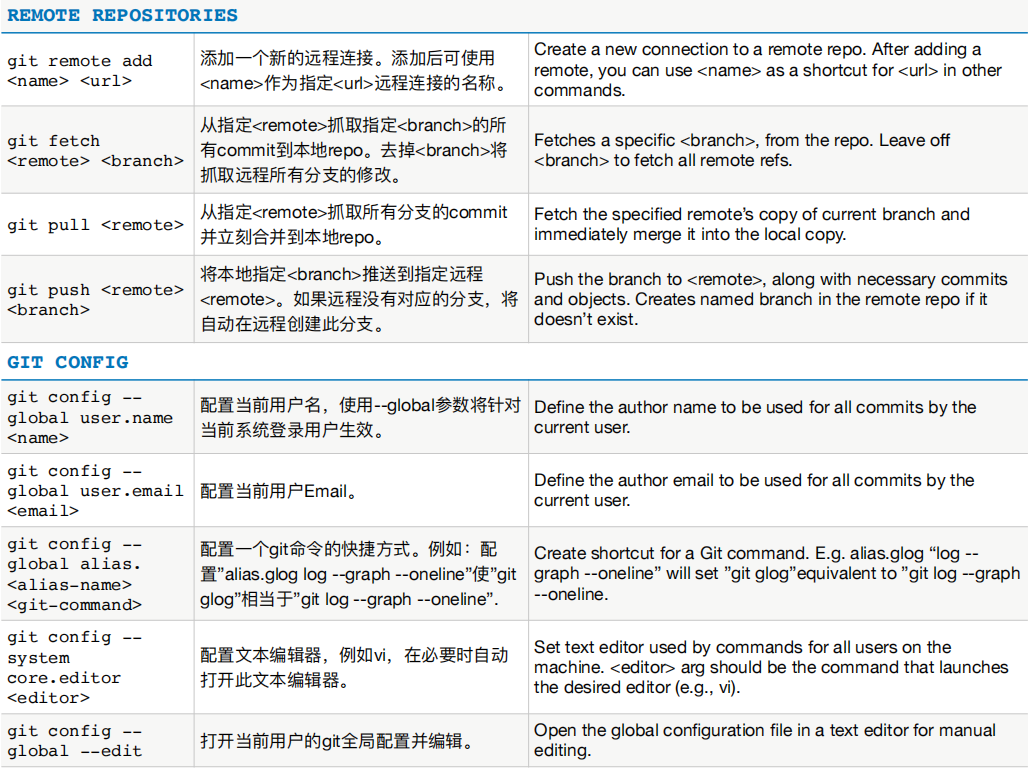 REMOTE REPOSITORIES
git remote add
<name> <url>
添加一个新的远程连接。添加后可使用
<name>作为指定<url>远程连接的名称。
Create a new connection to a remote repo. After adding a
remote, you can use <name> as a shortcut for <url> in other
commands.
git fetch
<remote> <branch>
从指定<remote>抓取指定<branch>的所
有commit到本地repo。去掉<branch>将
抓取远程所有分支的修改。
Fetches a specific <branch>, from the repo. Leave off
<branch> to fetch all remote refs.
git pull <remote>
从指定<remote>抓取所有分支的commit
并立刻合并到本地repo。
Fetch the specified remote’s copy of current branch and
immediately merge it into the local copy.
git push <remote>
<branch>
将本地指定<branch>推送到指定远程
<remote>。如果远程没有对应的分支，将
自动在远程创建此分支。
Push the branch to <remote>, along with necessary commits
and objects. Creates named branch in the remote repo if it
doesn’t exist.
GIT CONFIG
git config --
global user.name
<name>
配置当前用户名，使用--global参数将针对
当前系统登录用户生效。
Define the author name to be used for all commits by the
current user.
git config --
global user.email
<email>
配置当前用户Email。
Define the author email to be used for all commits by the
current user.
git config --
global alias.
<alias-name>
<git-command>
配置一个git命令的快捷方式。例如：配
置”alias.glog log --graph --oneline”使”git
glog”相当于”git log --graph --oneline”.
Create shortcut for a Git command. E.g. alias.glog “log --
graph --oneline” will set ”git glog”equivalent to ”git log --graph
--oneline.
git config --
system
core.editor
<editor>
配置文本编辑器，例如vi，在必要时自动
打开此文本编辑器。
Set text editor used by commands for all users on the
machine. <editor> arg should be the command that launches
the desired editor (e.g., vi).
git config --
global --edit
打开当前用户的git全局配置并编辑。
Open the global configuration file in a text editor for manual
editing.